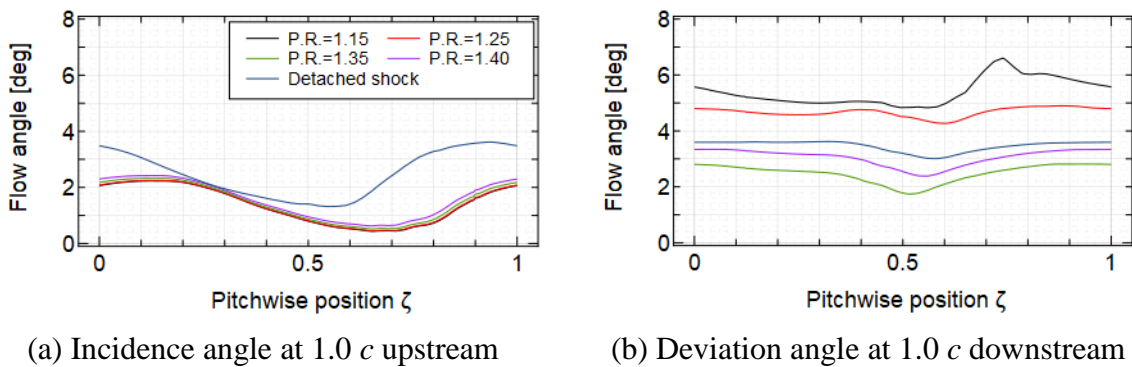 8
6
4
2
0
Flow angle [deg]
P.R.=1.15
P.R.=1.25
P.R.=1.35
P.R.=1.40
Detached shock
0
0.5
1
Pitchwise position ζ
(a) Incidence angle at 1.0 c upstream
8
6
4
2
0
Flow angle [deg]
0
0.5
1
Pitchwise position ζ
(b) Deviation angle at 1.0 c downstream